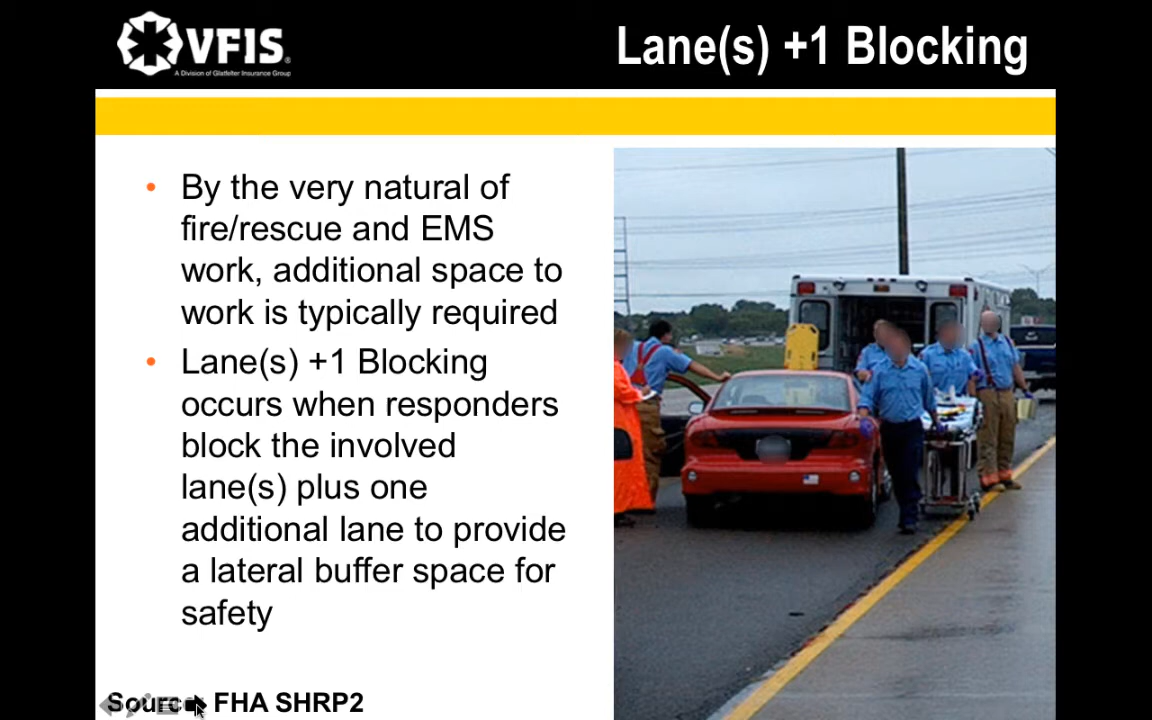 VFIS®
A Division of Glatfelter Insurance Group
Lane(s) +1 Blocking
• By the very natural of
fire/rescue and EMS
work, additional space to
work is typically required
• Lane(s) +1 Blocking
occurs when responders
block the involved
lane(s) plus one
additional lane to provide
a lateral buffer space for
safety
Source: FHA SHRP2